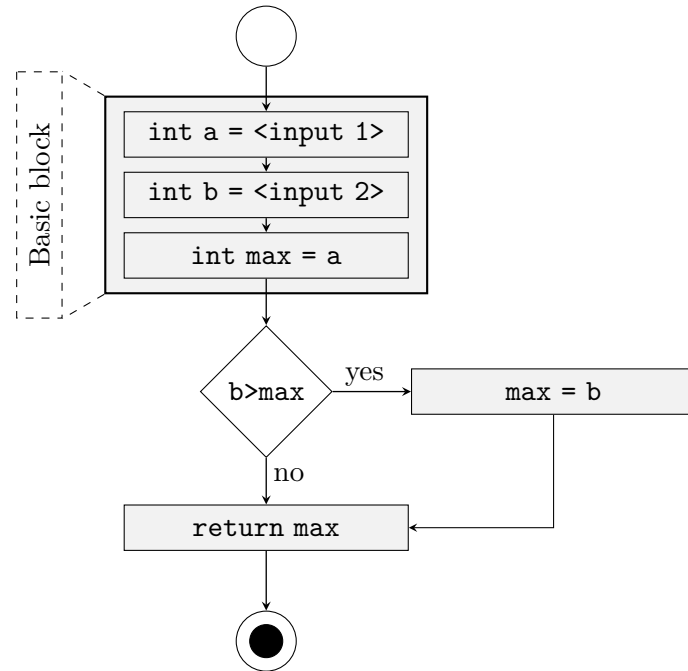 Basic block
int a = <input 1>
int b = <input 2>
int max = a
b>max
yes
max = b
no
return max